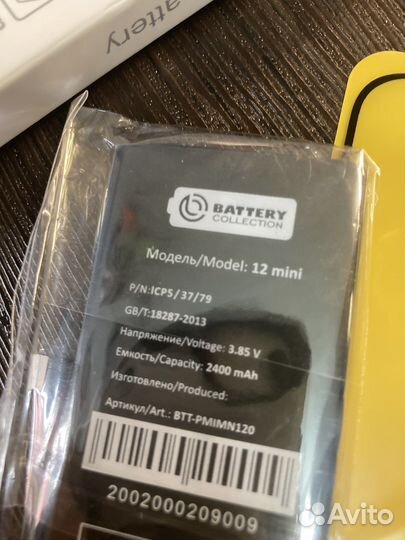 Battery
BATTERY
COLLECTION
Модель/Model: 12 mini
P/N:ICP5/37/79
GB/T:18287-2013
Напряжение/Voltage: 3.85 V
Емкость/Capacity: 2400 mAh
Изготовлено/Produced:
Артикул/Art.: BTT-PMIMN120
2002000209009
Avito